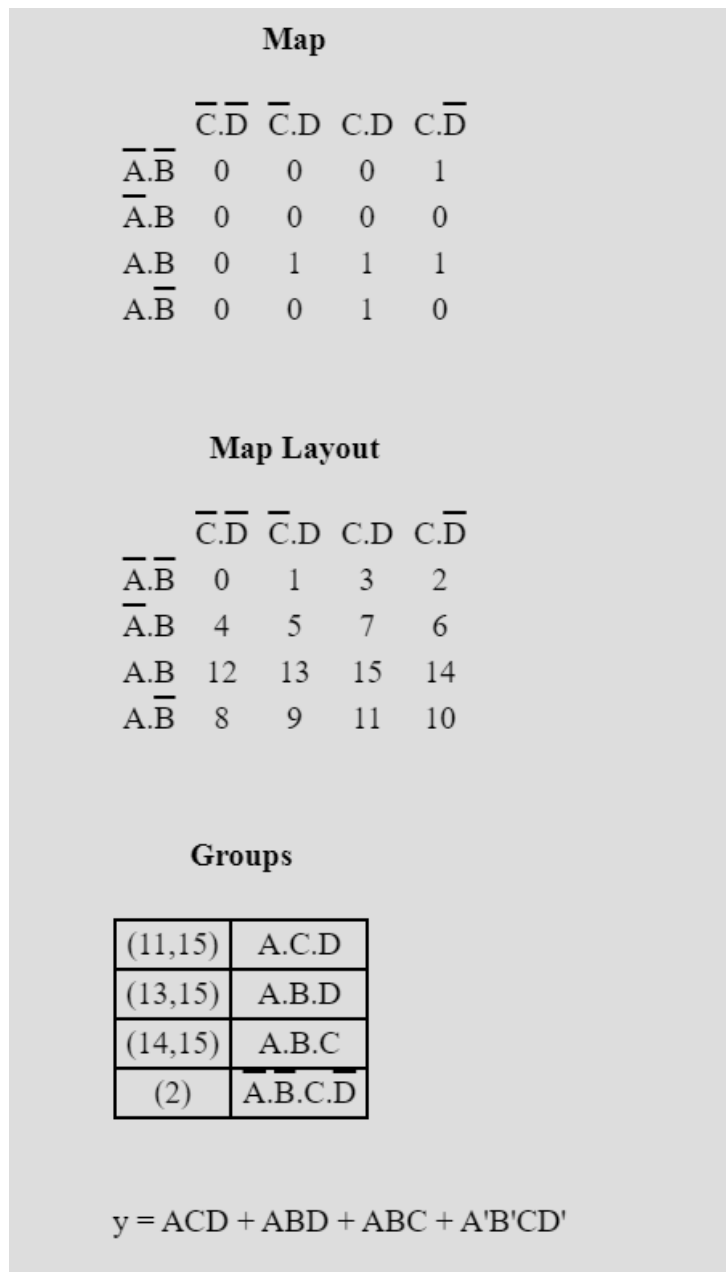 Map
C̅.D̅ C̅.D C.D C.D̅
A̅.B̅ 0 0 0 1
A̅.B 0 0 0 0
A.B 0 1 1 1
A.B̅ 0 0 1 0
Map Layout
C̅.D̅ C̅.D C.D C.D̅
A̅.B̅ 0 1 3 2
A̅.B 4 5 7 6
A.B 12 13 15 14
A.B̅ 8 9 11 10
Groups
(11,15) A.C.D
(13,15) A.B.D
(14,15) A.B.C
(2) A̅.B̅.C.D̅
y = ACD + ABD + ABC + A'B'CD'